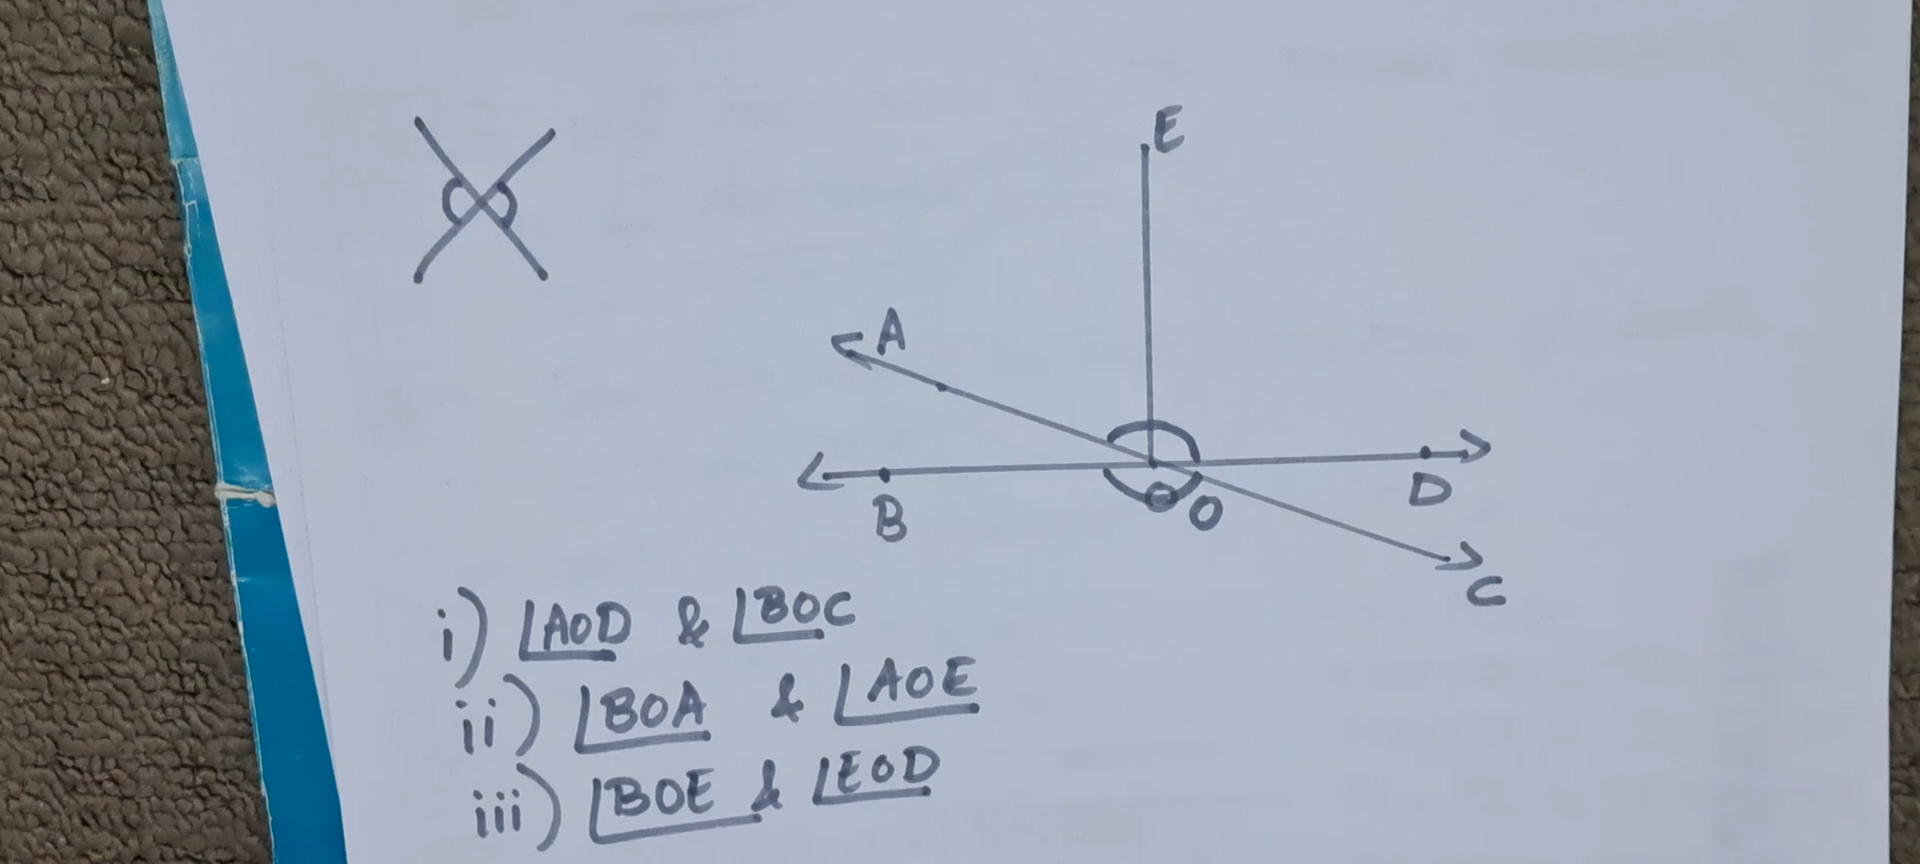 E
A
B
O
D
C
i) ∠AOD & ∠BOC
ii) ∠BOA & ∠AOE
iii) ∠BOE & ∠EOD